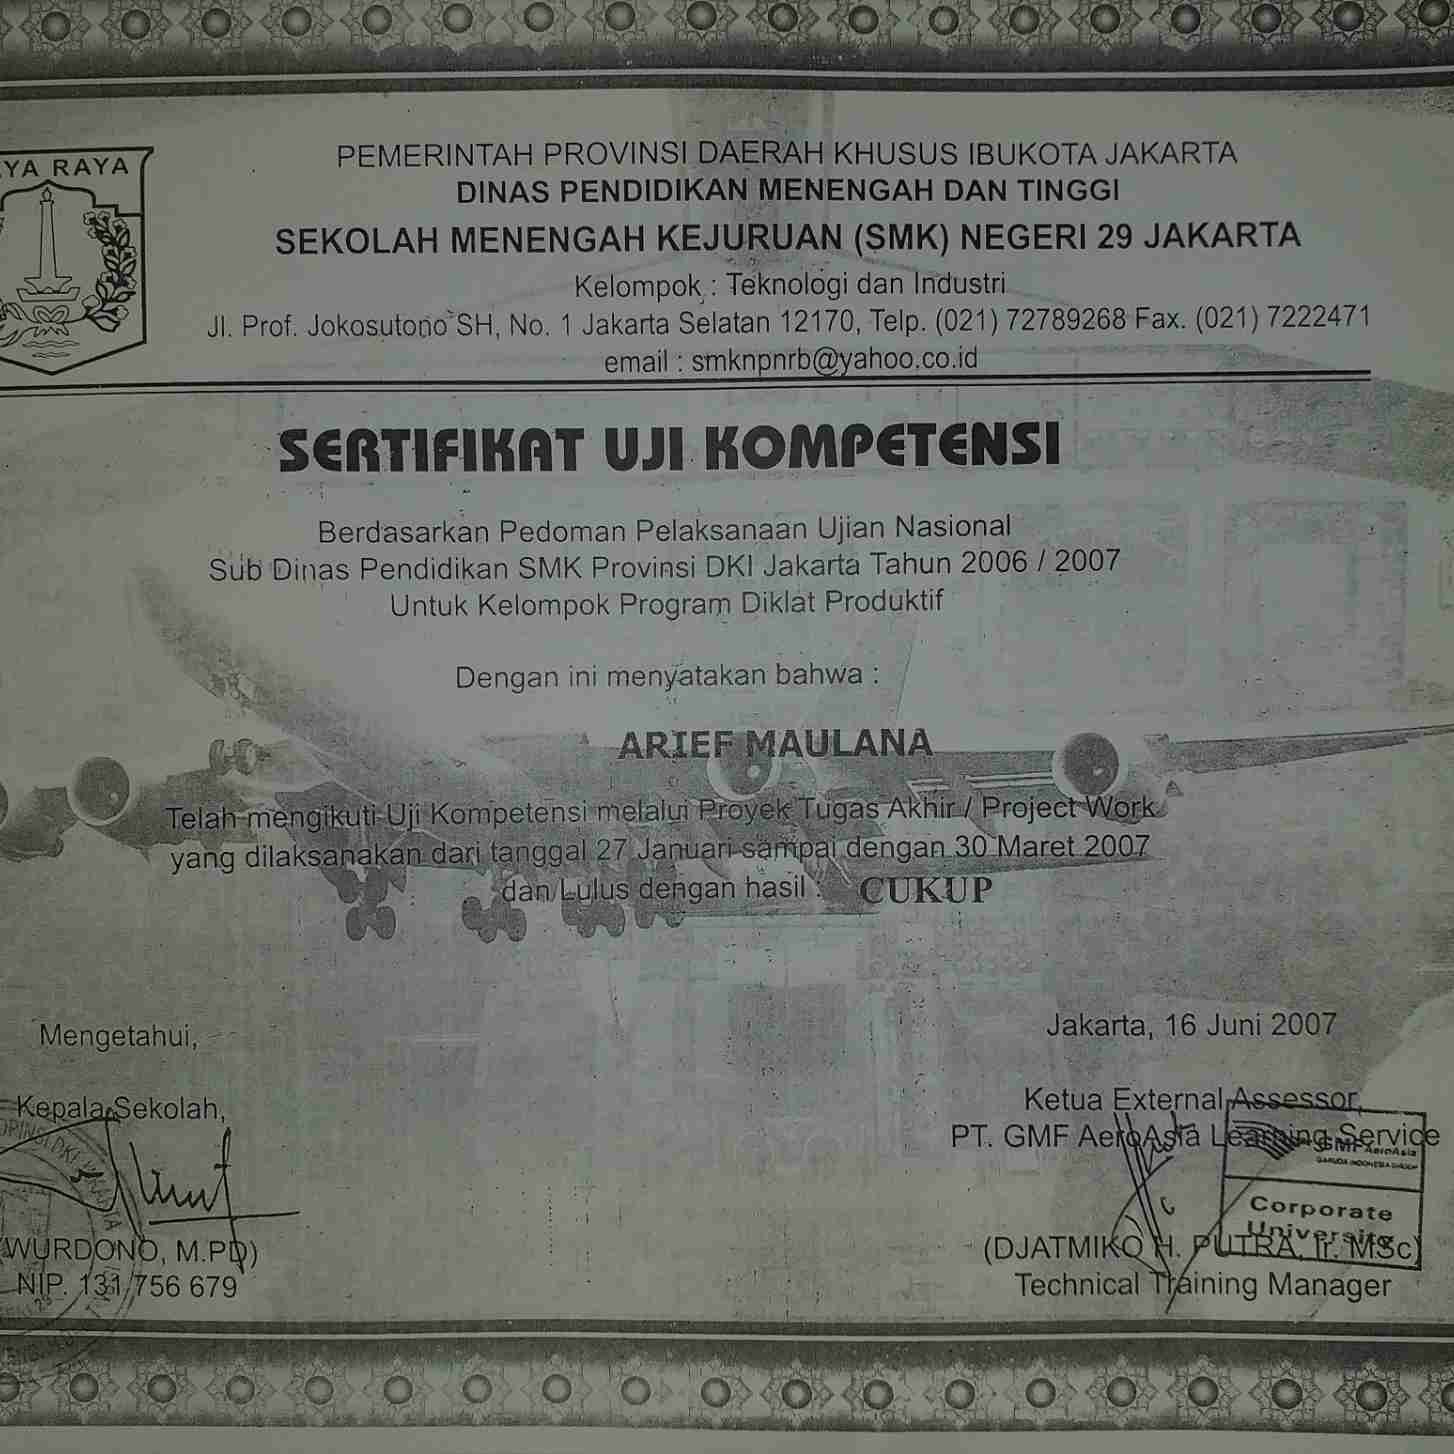 YA RAYA
PEMERINTAH PROVINSI DAERAH KHUSUS IBUKOTA JAKARTA
DINAS PENDIDIKAN MENENGAH DAN TINGGI
SEKOLAH MENENGAH KEJURUAN (SMK) NEGERI 29 JAKARTA
Kelompok : Teknologi dan Industri
Jl. Prof. Jokosutono SH, No. 1 Jakarta Selatan 12170, Telp. (021) 72789268 Fax. (021) 7222471
email : smknpnrb@yahoo.co.id
SERTIFIKAT UJI KOMPETENSI
Berdasarkan Pedoman Pelaksanaan Ujian Nasional
Sub Dinas Pendidikan SMK Provinsi DKI Jakarta Tahun 2006 / 2007
Untuk Kelompok Program Diklat Produktif
Dengan ini menyatakan bahwa :
ARIEF MAULANA
Telah mengikuti Uji Kompetensi melalui Proyek Tugas Akhir / Project Work
yang dilaksanakan dari tanggal 27 Januari sampai dengan 30 Maret 2007
dan Lulus dengan hasil : CUKUP
Mengetahui,
Kepala Sekolah,
WURDONO, M.PD)
NIP. 131 756 679
Jakarta, 16 Juni 2007
Ketua External Assessor,
PT. GMF AeroAsia Learning Service
GMF AeroAsia
GARUDA INDONESIA GROUP
Corporate
University
(DJATMIKO H. PUTRA, Ir. MSc)
Technical Training Manager